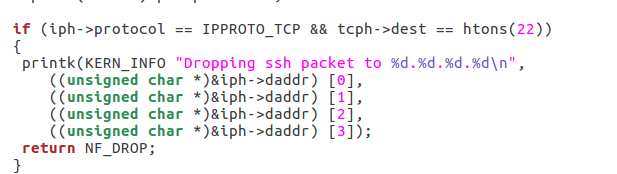 if (iph->protocol == IPPROTO_TCP && tcph->dest == htons(22))
{
printk(KERN_INFO "Dropping ssh packet to %d.%d.%d.%d\n",
((unsigned char *)&iph->daddr) [0],
((unsigned char *)&iph->daddr) [1],
((unsigned char *)&iph->daddr) [2],
((unsigned char *)&iph->daddr) [3]);
return NF_DROP;
}